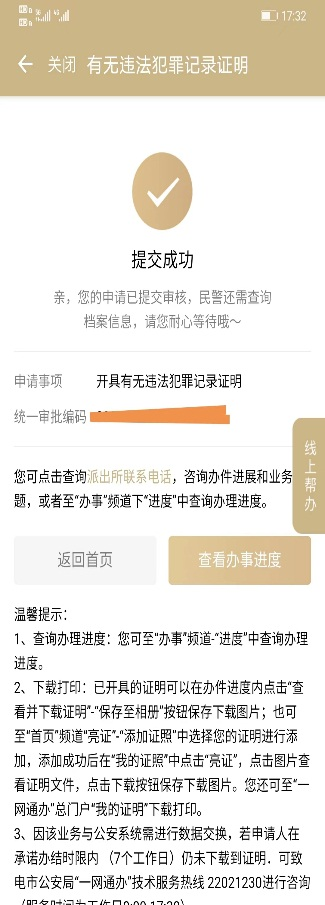 17:32
关闭 有无违法犯罪记录证明
提交成功
亲，您的申请已提交审核，民警还需查询
档案信息，请您耐心等待哦～
申请事项 开具有无违法犯罪记录证明
统一审批编码
您可点击查询派出所联系电话，咨询办件进展和业务
题，或者至“办事”频道下“进度”中查询办理进度。
线上帮办
返回首页 查看办事进度
温馨提示：
1、查询办理进度：您可至“办事”频道-“进度”中查询办理
进度。
2、下载打印：已开具的证明可以在办件进度内点击“查
看并下载证明”-“保存至相册”按钮保存下载图片；也可
至“首页”频道“亮证”-“添加证照”中选择您的证明进行添
加，添加成功后在“我的证照”中点击“亮证”，点击图片查
看证明文件，点击下载按钮保存下载图片。您还可至“一
网通办”总门户“我的证明”下载打印。
3、因该业务与公安系统需进行数据交换，若申请人在
承诺办结时限内（7个工作日）仍未下载到证明，可致
电市公安局“一网通办”技术服务热线 22021230进行咨询